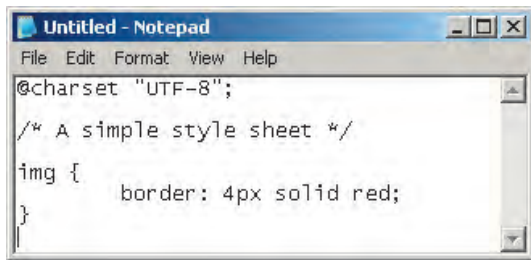 Untitled - Notepad
File Edit Format View Help
@charset "UTF-8";
/* A simple style sheet */
img {
border: 4px solid red;
}